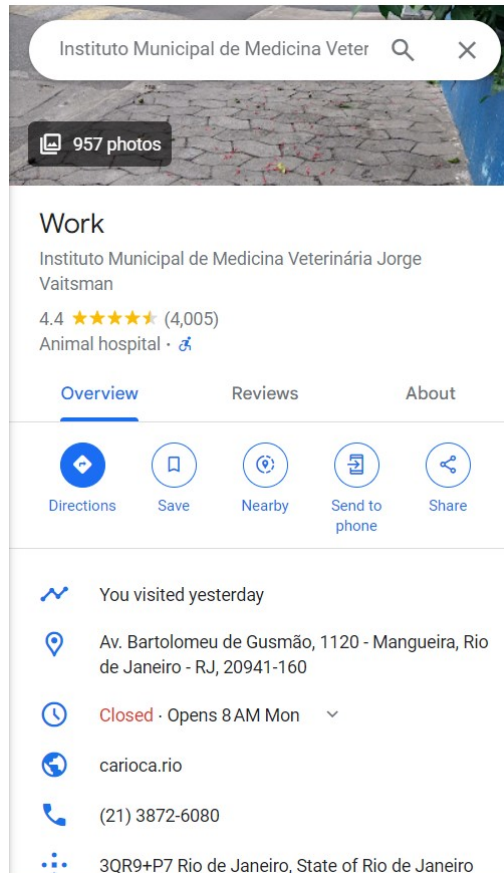 Instituto Municipal de Medicina Veter
957 photos
Work
Instituto Municipal de Medicina Veterinária Jorge
Vaitsman
4.4 (4,005)
Animal hospital ·
Overview Reviews About
Directions Save Nearby Send to Share
phone
You visited yesterday
Av. Bartolomeu de Gusmão, 1120 - Mangueira, Rio
de Janeiro - RJ, 20941-160
Closed · Opens 8 AM Mon
carioca.rio
(21) 3872-6080
3QR9+P7 Rio de Janeiro, State of Rio de Janeiro